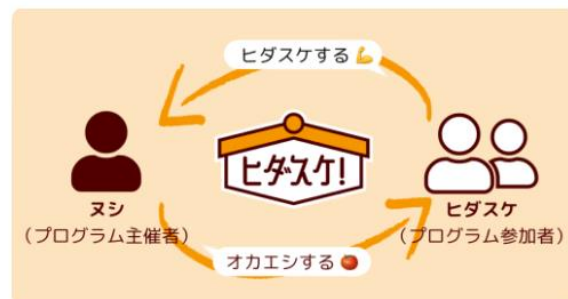 ヒダスケする💪
ヒダスケ!
ヌシ
(プログラム主催者)
ヒダスケ
(プログラム参加者)
オカエシする🍅